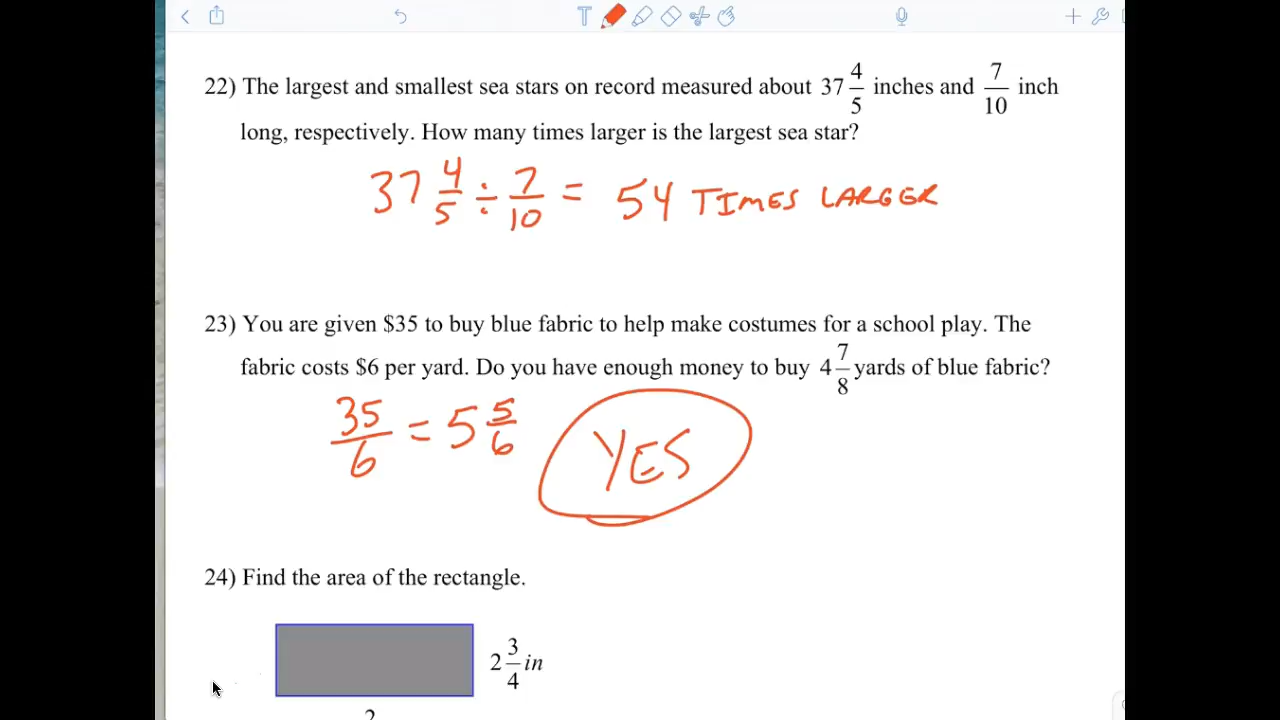 22) The largest and smallest sea stars on record measured about 37 4/5 inches and 7/10 inch
long, respectively. How many times larger is the largest sea star?
37 4/5 ÷ 7/10 = 54 TIMES LARGER
23) You are given $35 to buy blue fabric to help make costumes for a school play. The
fabric costs $6 per yard. Do you have enough money to buy 4 7/8 yards of blue fabric?
35/6 = 5 5/6 YES
24) Find the area of the rectangle.
2 3/4 in